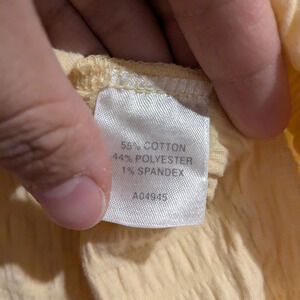 55% COTTON
44% POLYESTER
1% SPANDEX
A04945